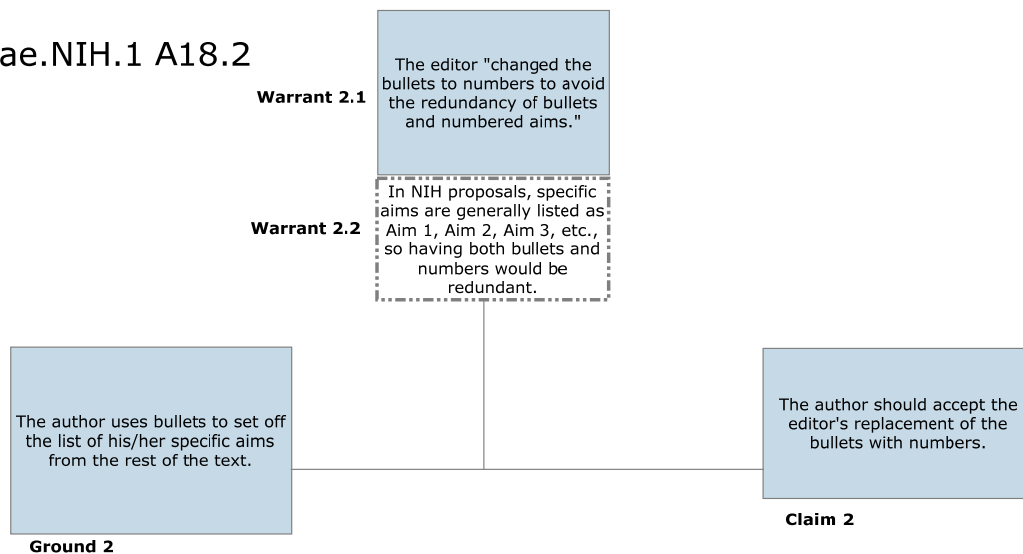 ae.NIH.1 A18.2
Warrant 2.1
The editor "changed the
bullets to numbers to avoid
the redundancy of bullets
and numbered aims."
Warrant 2.2
In NIH proposals, specific
aims are generally listed as
Aim 1, Aim 2, Aim 3, etc.,
so having both bullets and
numbers would be
redundant.
The author uses bullets to set off
the list of his/her specific aims
from the rest of the text.
Ground 2
The author should accept the
editor's replacement of the
bullets with numbers.
Claim 2